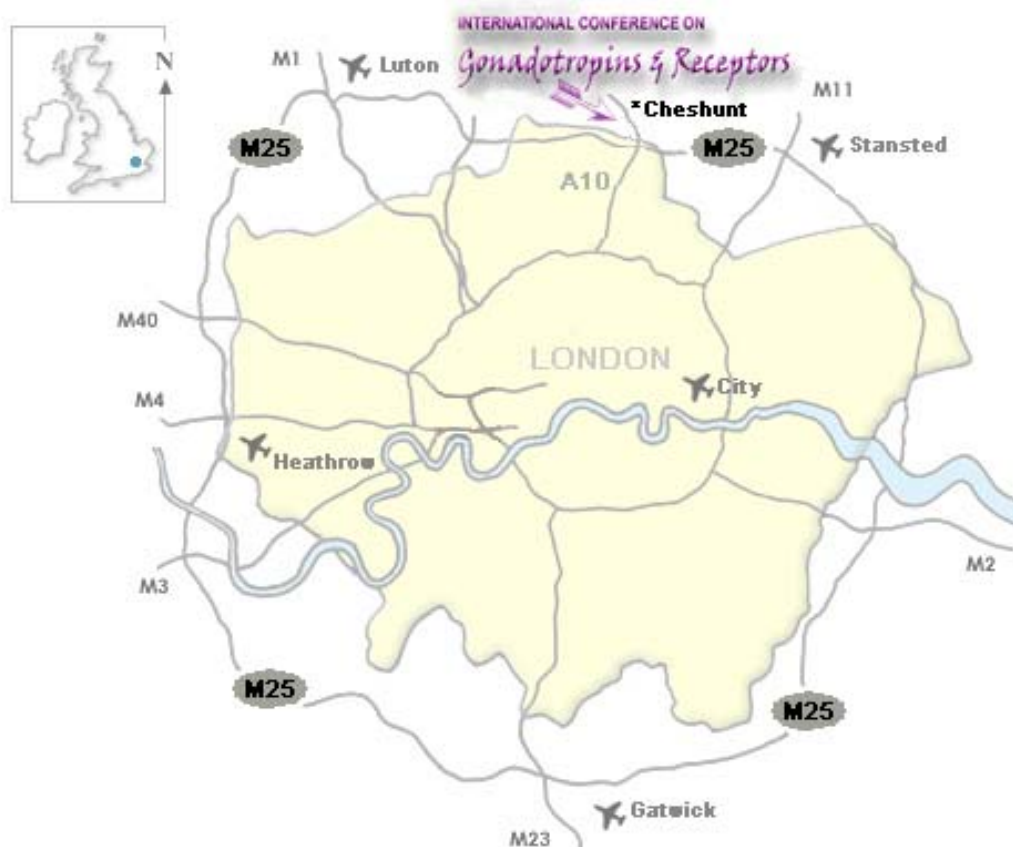 INTERNATIONAL CONFERENCE ON
Gonadotropins & Receptors
N
M1
Luton
*Cheshunt
M11
M25
M25
Stansted
A10
M40
LONDON
City
M4
Heathrow
M3
M2
M25
M25
Gatwick
M23